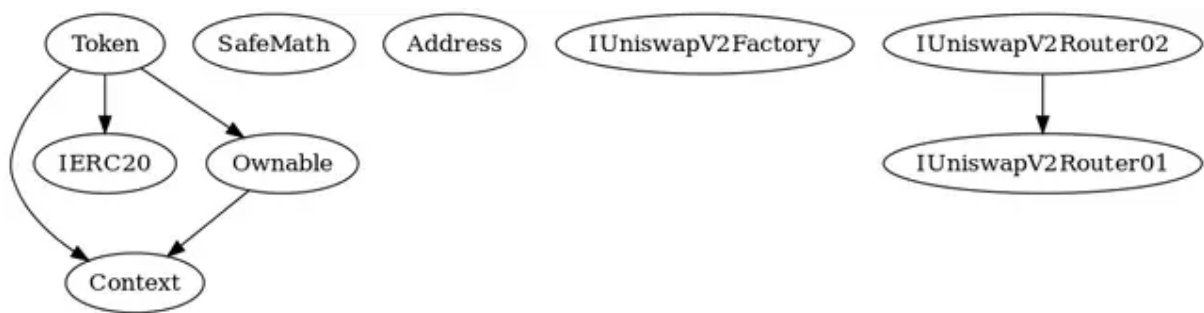 Token
SafeMath
Address
IUniswapV2Factory
IUniswapV2Router02
IERC20
Ownable
IUniswapV2Router01
Context